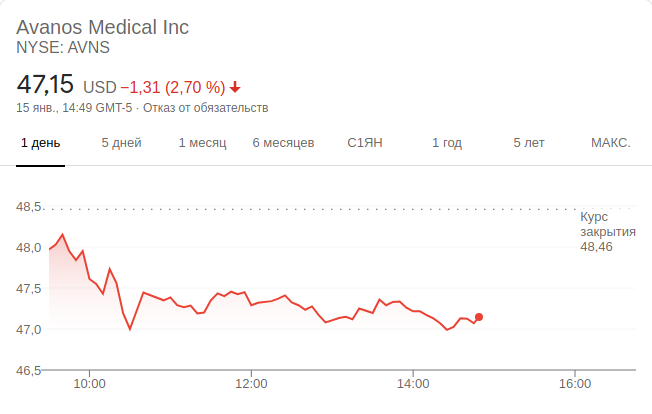 Avanos Medical Inc
NYSE: AVNS
47,15 USD −1,31 (2,70 %)
15 янв., 14:49 GMT-5 · Отказ от обязательств
1 день 5 дней 1 месяц 6 месяцев С1ЯН 1 год 5 лет МАКС.
48,5
Курс
закрытия
48,46
48,0
47,5
47,0
46,5
10:00 12:00 14:00 16:00